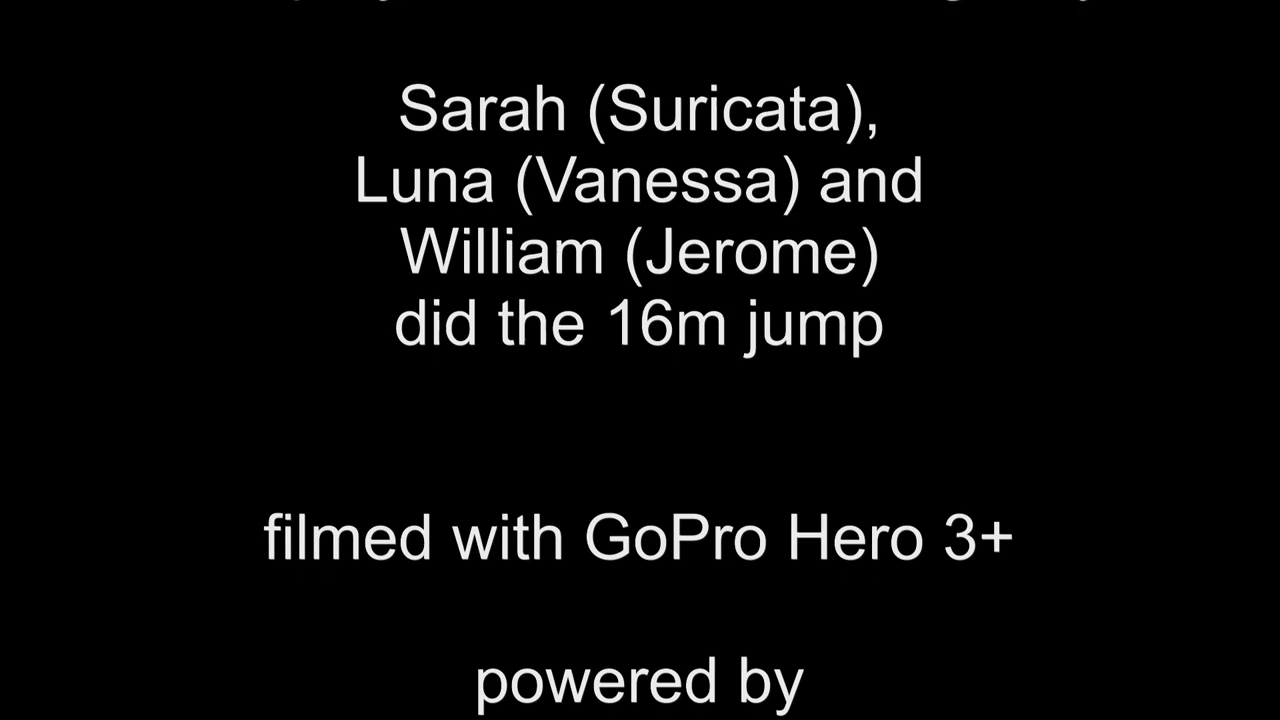 Sarah (Suricata),
Luna (Vanessa) and
William (Jerome)
did the 16m jump
filmed with GoPro Hero 3+
powered by